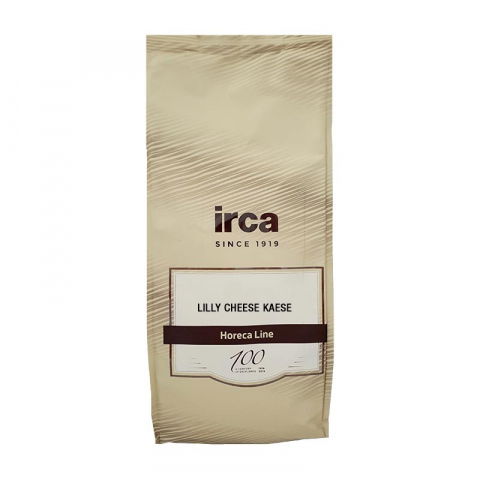 irca
SINCE 1919
LILLY CHEESE KAESE
Horeca Line
100